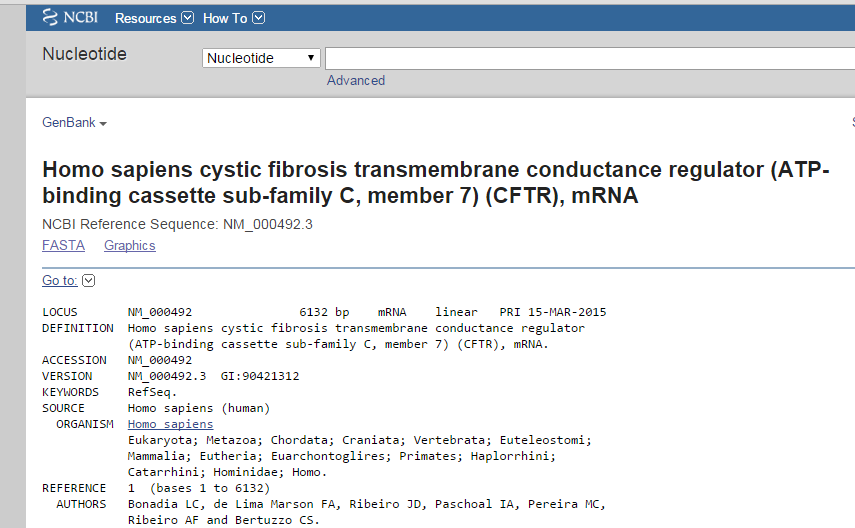 NCBI Resources How To
Nucleotide
Nucleotide
Advanced
GenBank
S
Homo sapiens cystic fibrosis transmembrane conductance regulator (ATP-
binding cassette sub-family C, member 7) (CFTR), mRNA
NCBI Reference Sequence: NM_000492.3
FASTA Graphics
Go to:
LOCUS NM_000492 6132 bp mRNA linear PRI 15-MAR-2015
DEFINITION Homo sapiens cystic fibrosis transmembrane conductance regulator
(ATP-binding cassette sub-family C, member 7) (CFTR), mRNA.
ACCESSION NM_000492
VERSION NM_000492.3 GI:90421312
KEYWORDS RefSeq.
SOURCE Homo sapiens (human)
ORGANISM Homo sapiens
Eukaryota; Metazoa; Chordata; Craniata; Vertebrata; Euteleostomi;
Mammalia; Eutheria; Euarchontoglires; Primates; Haplorrhini;
Catarrhini; Hominidae; Homo.
REFERENCE 1 (bases 1 to 6132)
AUTHORS Bonadia LC, de Lima Marson FA, Ribeiro JD, Paschoal IA, Pereira MC,
Ribeiro AF and Bertuzzo CS.